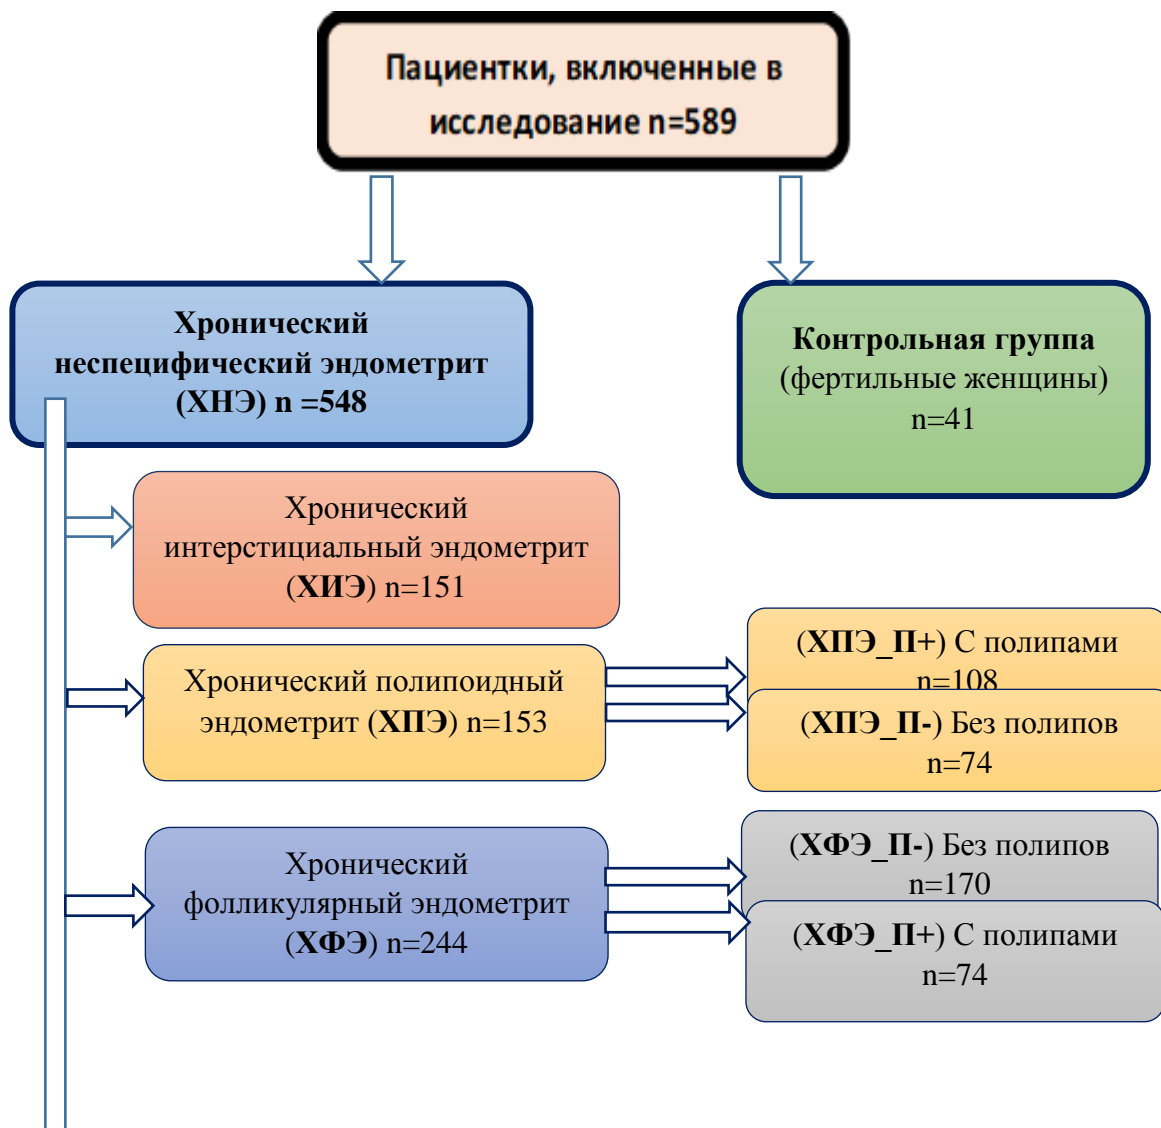 Пациентки, включенные в
исследование n=589
Хронический
неспецифический эндометрит
(ХНЭ) n =548
Контрольная группа
(фертильные женщины)
n=41
Хронический
интерстициальный эндометрит
(ХИЭ) n=151
Хронический полипоидный
эндометрит (ХПЭ) n=153
(ХПЭ_П+) С полипами
n=108
(ХПЭ_П-) Без полипов
n=74
Хронический
фолликулярный эндометрит
(ХФЭ) n=244
(ХФЭ_П-) Без полипов
n=170
(ХФЭ_П+) С полипами
n=74